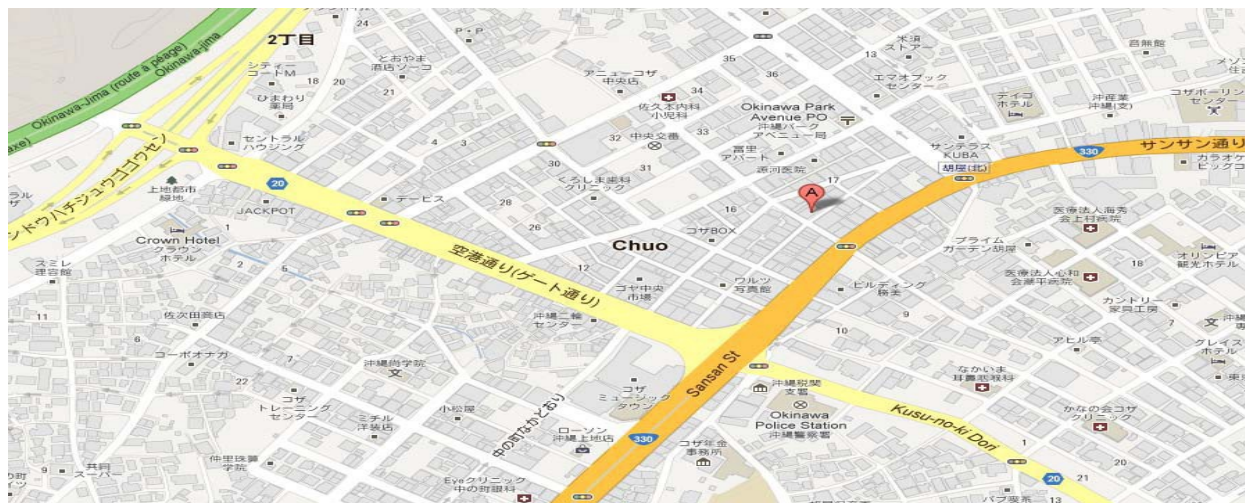 Okinawa-Jima (route à péage)
Okinawa-jima
2丁目
24
P・P
シティー
コートM
18
20
ひまわり
薬局
21
とおやま
酒店ソーコ
アニューコザ
中央店
35
36
34
佐久本内科
小児科
Okinawa Park
Avenue PO
沖縄パーク
アベニュー局
米須
ストアー
13
エマオブック
センター
音無館
デイゴ
ホテル
沖産業
沖縄(支)
コザボーリング
センター
セントラル
ハウジング
4
3
32
33
31
30
中央交番
富里
アパート
17
サンテラス
KUBA
胡屋(北)
330
サンサン通り
カラオケ
ビッグコ
上地都市
緑地
20
JACKPOT
テービス
くろしま歯科
クリニック
28
26
16
A
コザBOX
Chuo
Crown Hotel
クラウン
ホテル
1
2
5
スミレ
理容館
空港通り(ゲート通り)
12
ゴヤ中央
市場
ワルツ
写真館
ビルディング
勝美
プライム
ガーデン胡屋
医療法人海秀
会上村病院
オリンピア
観光ホテル
医療法人心和
会潮平病院
18
16
カントリー
家具工房
11
13
佐次田商店
6
沖縄二輪
センター
10
9
アヒル亭
グレイス
7
コーポオナガ
22
沖縄尚学院
コザ
ミュージック
タウン
Sansan St
沖縄税関
支署
Okinawa
Police Station
沖縄警察署
なかいま
耳鼻咽喉科
Kusu-no-ki Dori
かなの会コザ
クリニック
コザ
トレーニング
センター
小松屋
ミチル
洋装店
中の町なかとおり
ローソン
沖縄上地店
330
コザ年金
事務所
1
2
共同
スーパー
仲里珠算
学院
Eyeクリニック
中の町眼科
20
21
パブ喫茶
13